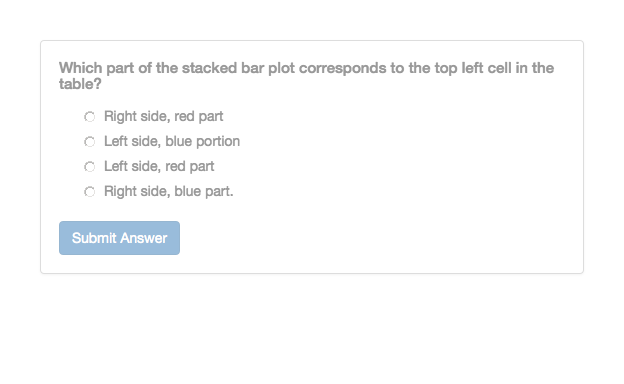 Which part of the stacked bar plot corresponds to the top left cell in the
table?
Right side, red part
Left side, blue portion
Left side, red part
Right side, blue part.
Submit Answer